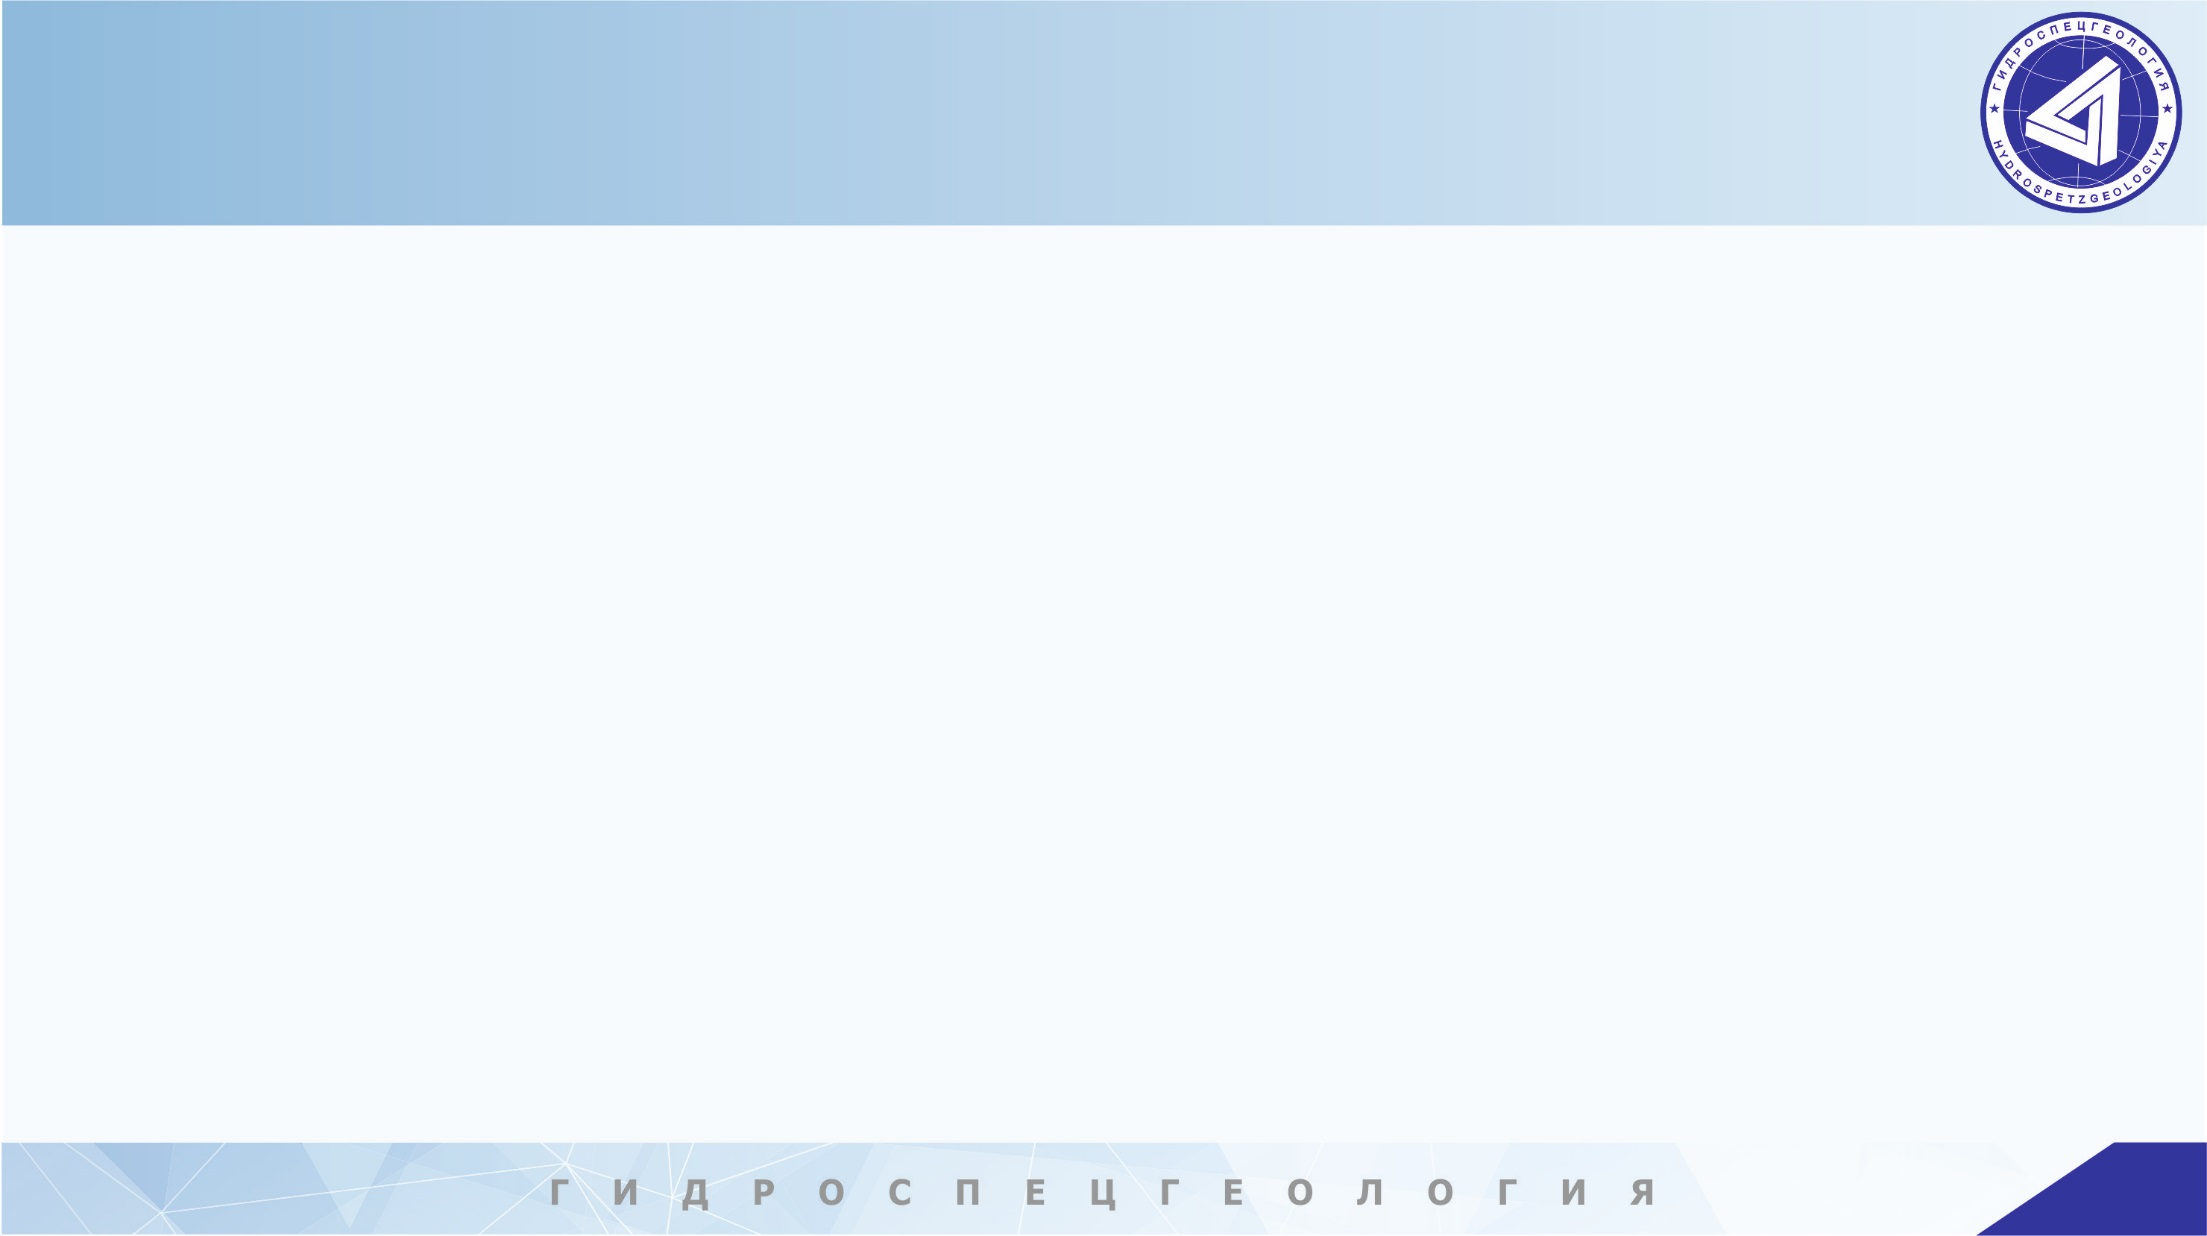 ГИДРОСПЕЦГЕОЛОГИЯ
HYDROSPETZGEOLOGIYA
Г И Д Р О С П Е Ц Г Е О Л О Г И Я